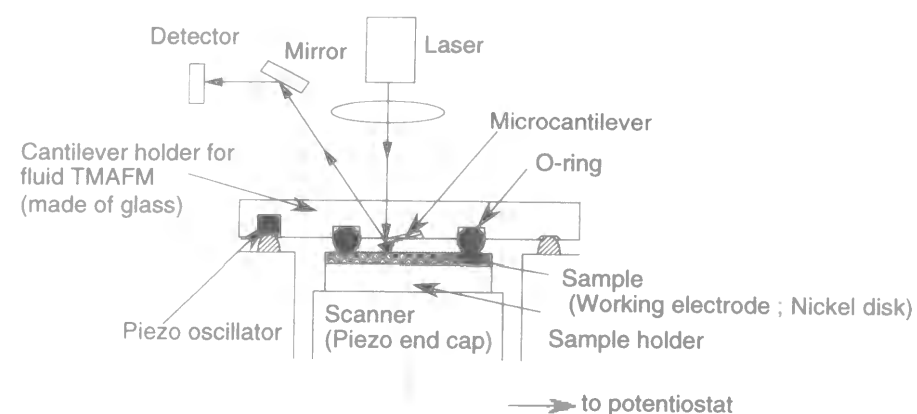 Detector
Mirror
Laser
Microcantilever
O-ring
Cantilever holder for
fluid TMAFM
(made of glass)
Sample
(Working electrode ; Nickel disk)
Scanner
(Piezo end cap)
Piezo oscillator
Sample holder
to potentiostat